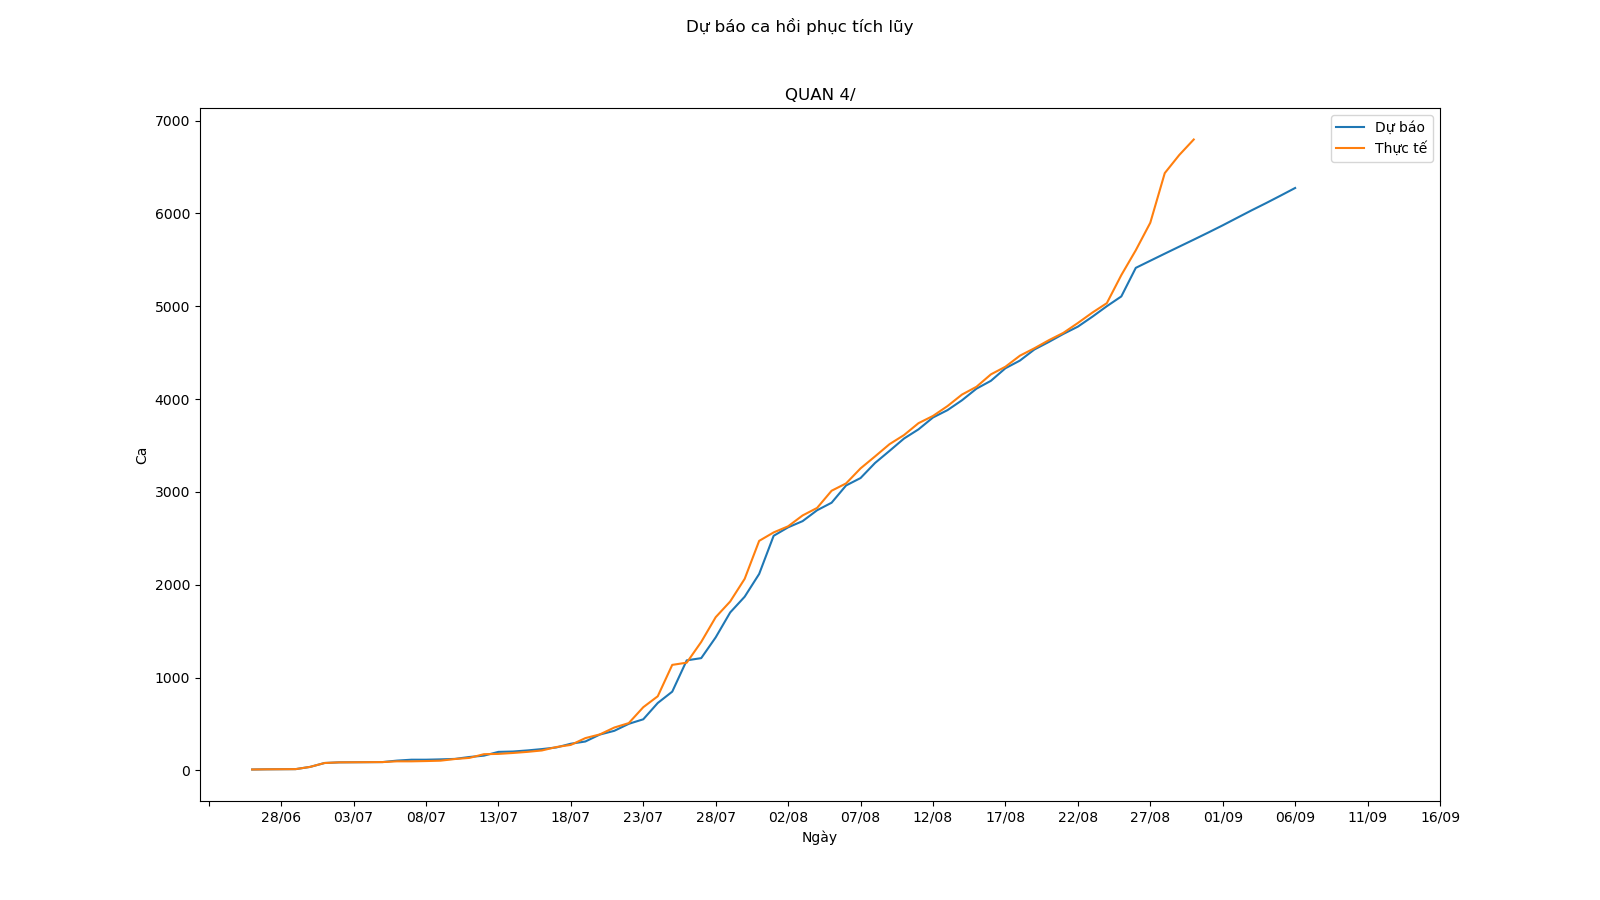 Dự báo ca hồi phục tích lũy
QUAN 4/
Dự báo
Thực tế
7000
6000
5000
4000
3000
2000
1000
0
Ca
28/06 03/07 08/07 13/07 18/07 23/07 28/07 02/08 07/08 12/08 17/08 22/08 27/08 01/09 06/09 11/09 16/09
Ngày